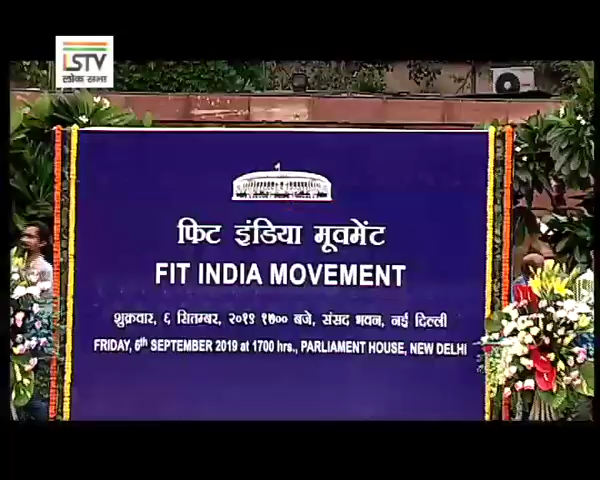 LSTV
लोक सभा
फिट इंडिया मूवमेंट
FIT INDIA MOVEMENT
शुक्रवार, ६ सितम्बर, २०१९ १७०० बजे, संसद भवन, नई दिल्ली
FRIDAY, 6th SEPTEMBER 2019 at 1700 hrs., PARLIAMENT HOUSE, NEW DELHI